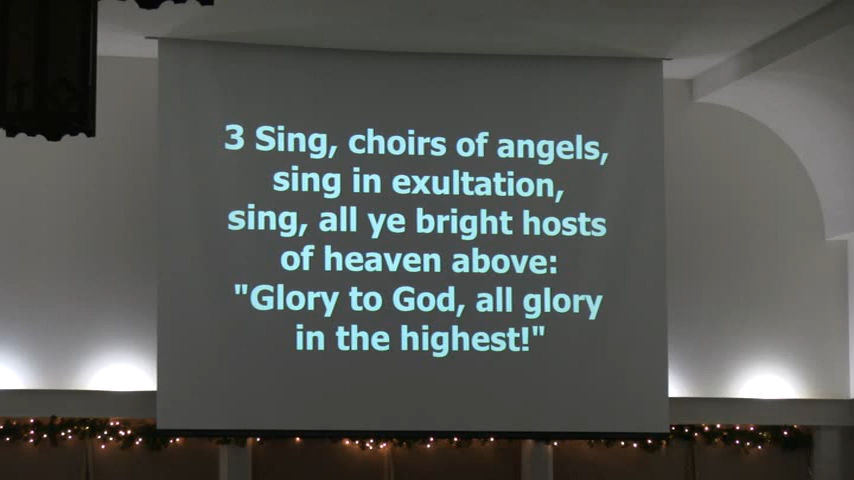 3 Sing, choirs of angels,
sing in exultation,
sing, all ye bright hosts
of heaven above:
"Glory to God, all glory
in the highest!"